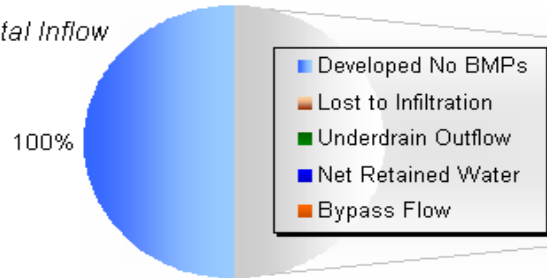 tal Inflow
100%
Developed No BMPs
Lost to Infiltration
Underdrain Outflow
Net Retained Water
Bypass Flow